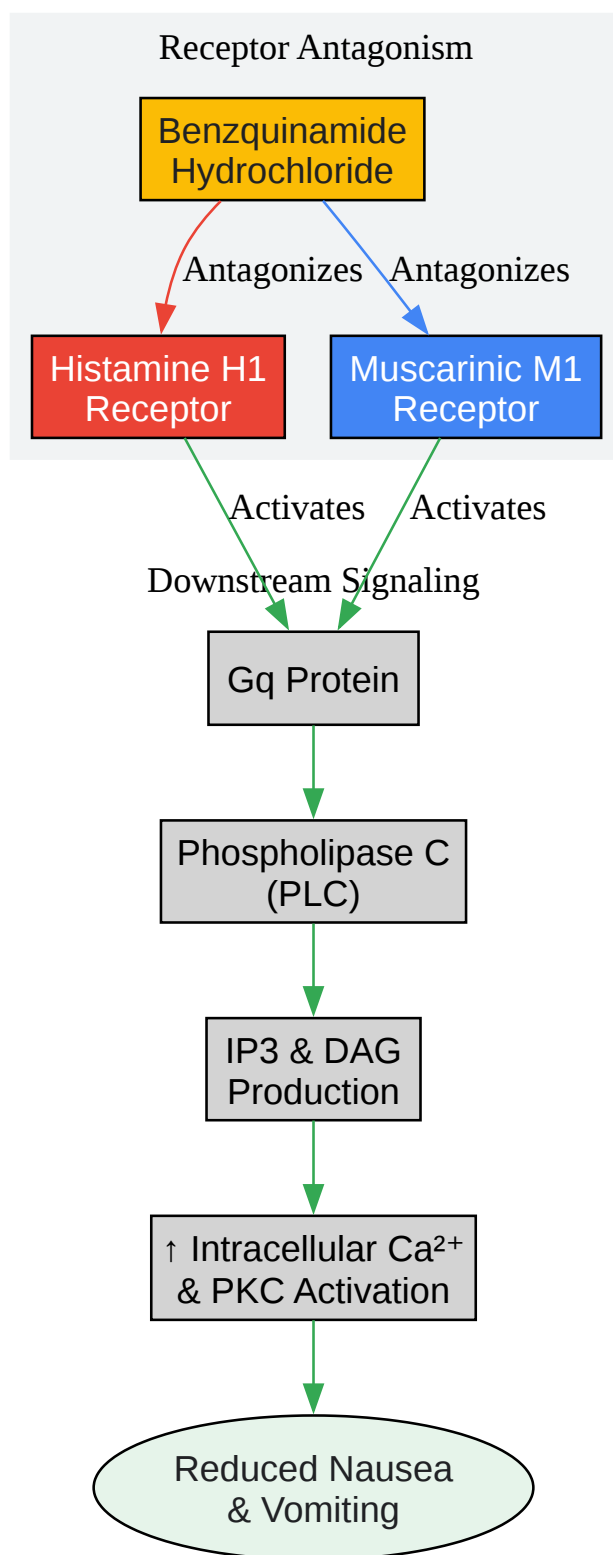 Receptor Antagonism
Benzquinamide
Hydrochloride
Antagonizes
Antagonizes
Histamine H1
Receptor
Muscarinic M1
Receptor
Activates
Activates
Downstream Signaling
Gq Protein
Phospholipase C
(PLC)
IP3 & DAG
Production
↑ Intracellular Ca²⁺
& PKC Activation
Reduced Nausea
& Vomiting